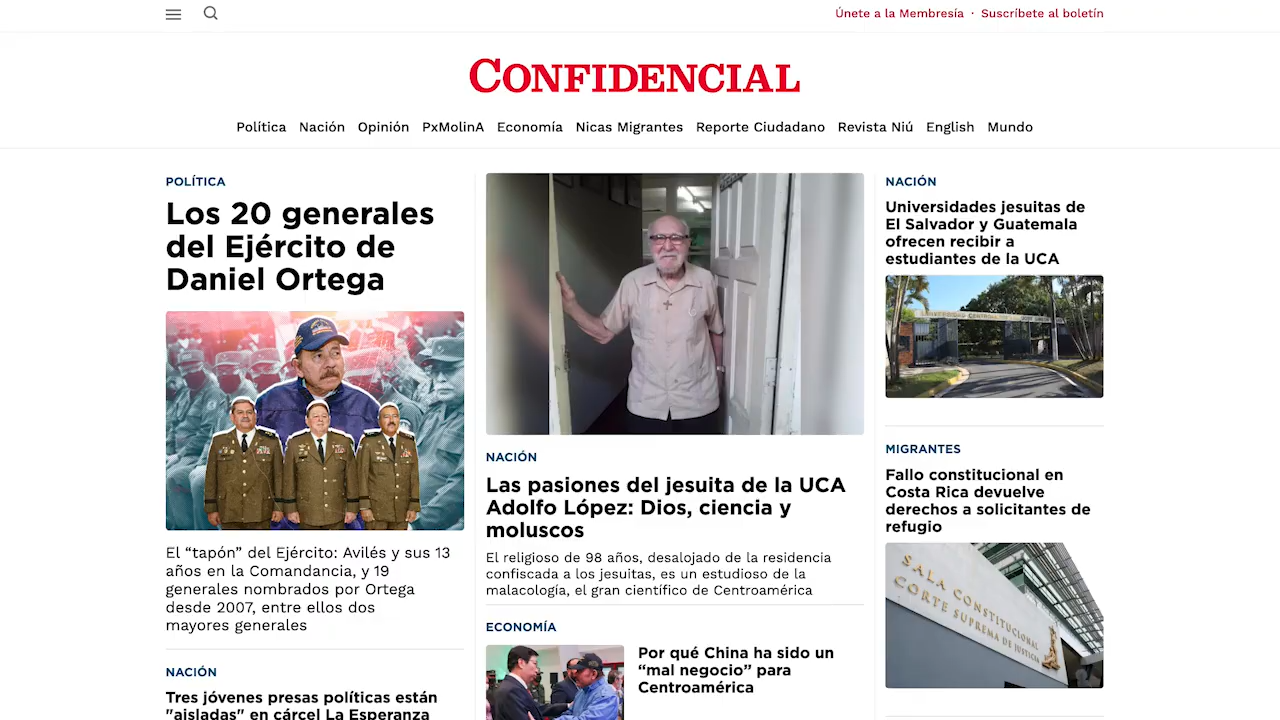 Únete a la Membresía · Suscríbete al boletín
CONFIDENCIAL
Política Nación Opinión PxMolinA Economía Nicas Migrantes Reporte Ciudadano Revista Niú English Mundo
POLÍTICA
Los 20 generales
del Ejército de
Daniel Ortega
El “tapón” del Ejército: Avilés y sus 13
años en la Comandancia, y 19
generales nombrados por Ortega
desde 2007, entre ellos dos
mayores generales
NACIÓN
Tres jóvenes presas políticas están
"aisladas" en cárcel La Esperanza
NACIÓN
Las pasiones del jesuita de la UCA
Adolfo López: Dios, ciencia y
moluscos
El religioso de 98 años, desalojado de la residencia
confiscada a los jesuitas, es un estudioso de la
malacología, el gran científico de Centroamérica
ECONOMÍA
Por qué China ha sido un
“mal negocio” para
Centroamérica
NACIÓN
Universidades jesuitas de
El Salvador y Guatemala
ofrecen recibir a
estudiantes de la UCA
MIGRANTES
Fallo constitucional en
Costa Rica devuelve
derechos a solicitantes de
refugio
SALA CONSTITUCIONAL
CORTE SUPREMA DE JUSTICIA